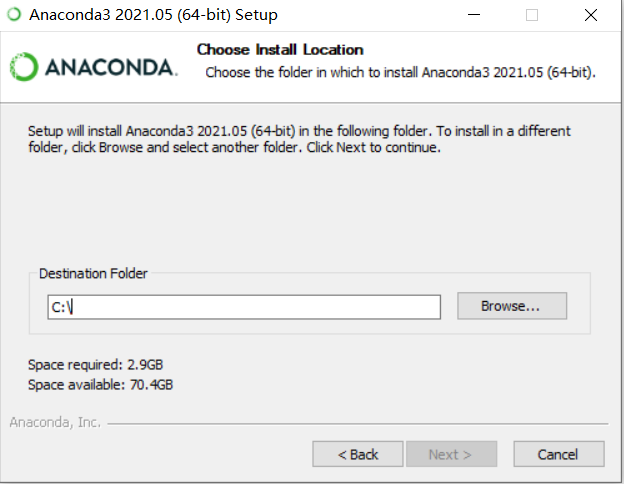 Anaconda3 2021.05 (64-bit) Setup
ANACONDA.
Choose Install Location
Choose the folder in which to install Anaconda3 2021.05 (64-bit).
Setup will install Anaconda3 2021.05 (64-bit) in the following folder. To install in a different
folder, click Browse and select another folder. Click Next to continue.
Destination Folder
C:\
Browse...
Space required: 2.9GB
Space available: 70.4GB
Anaconda, Inc.
< Back
Next >
Cancel